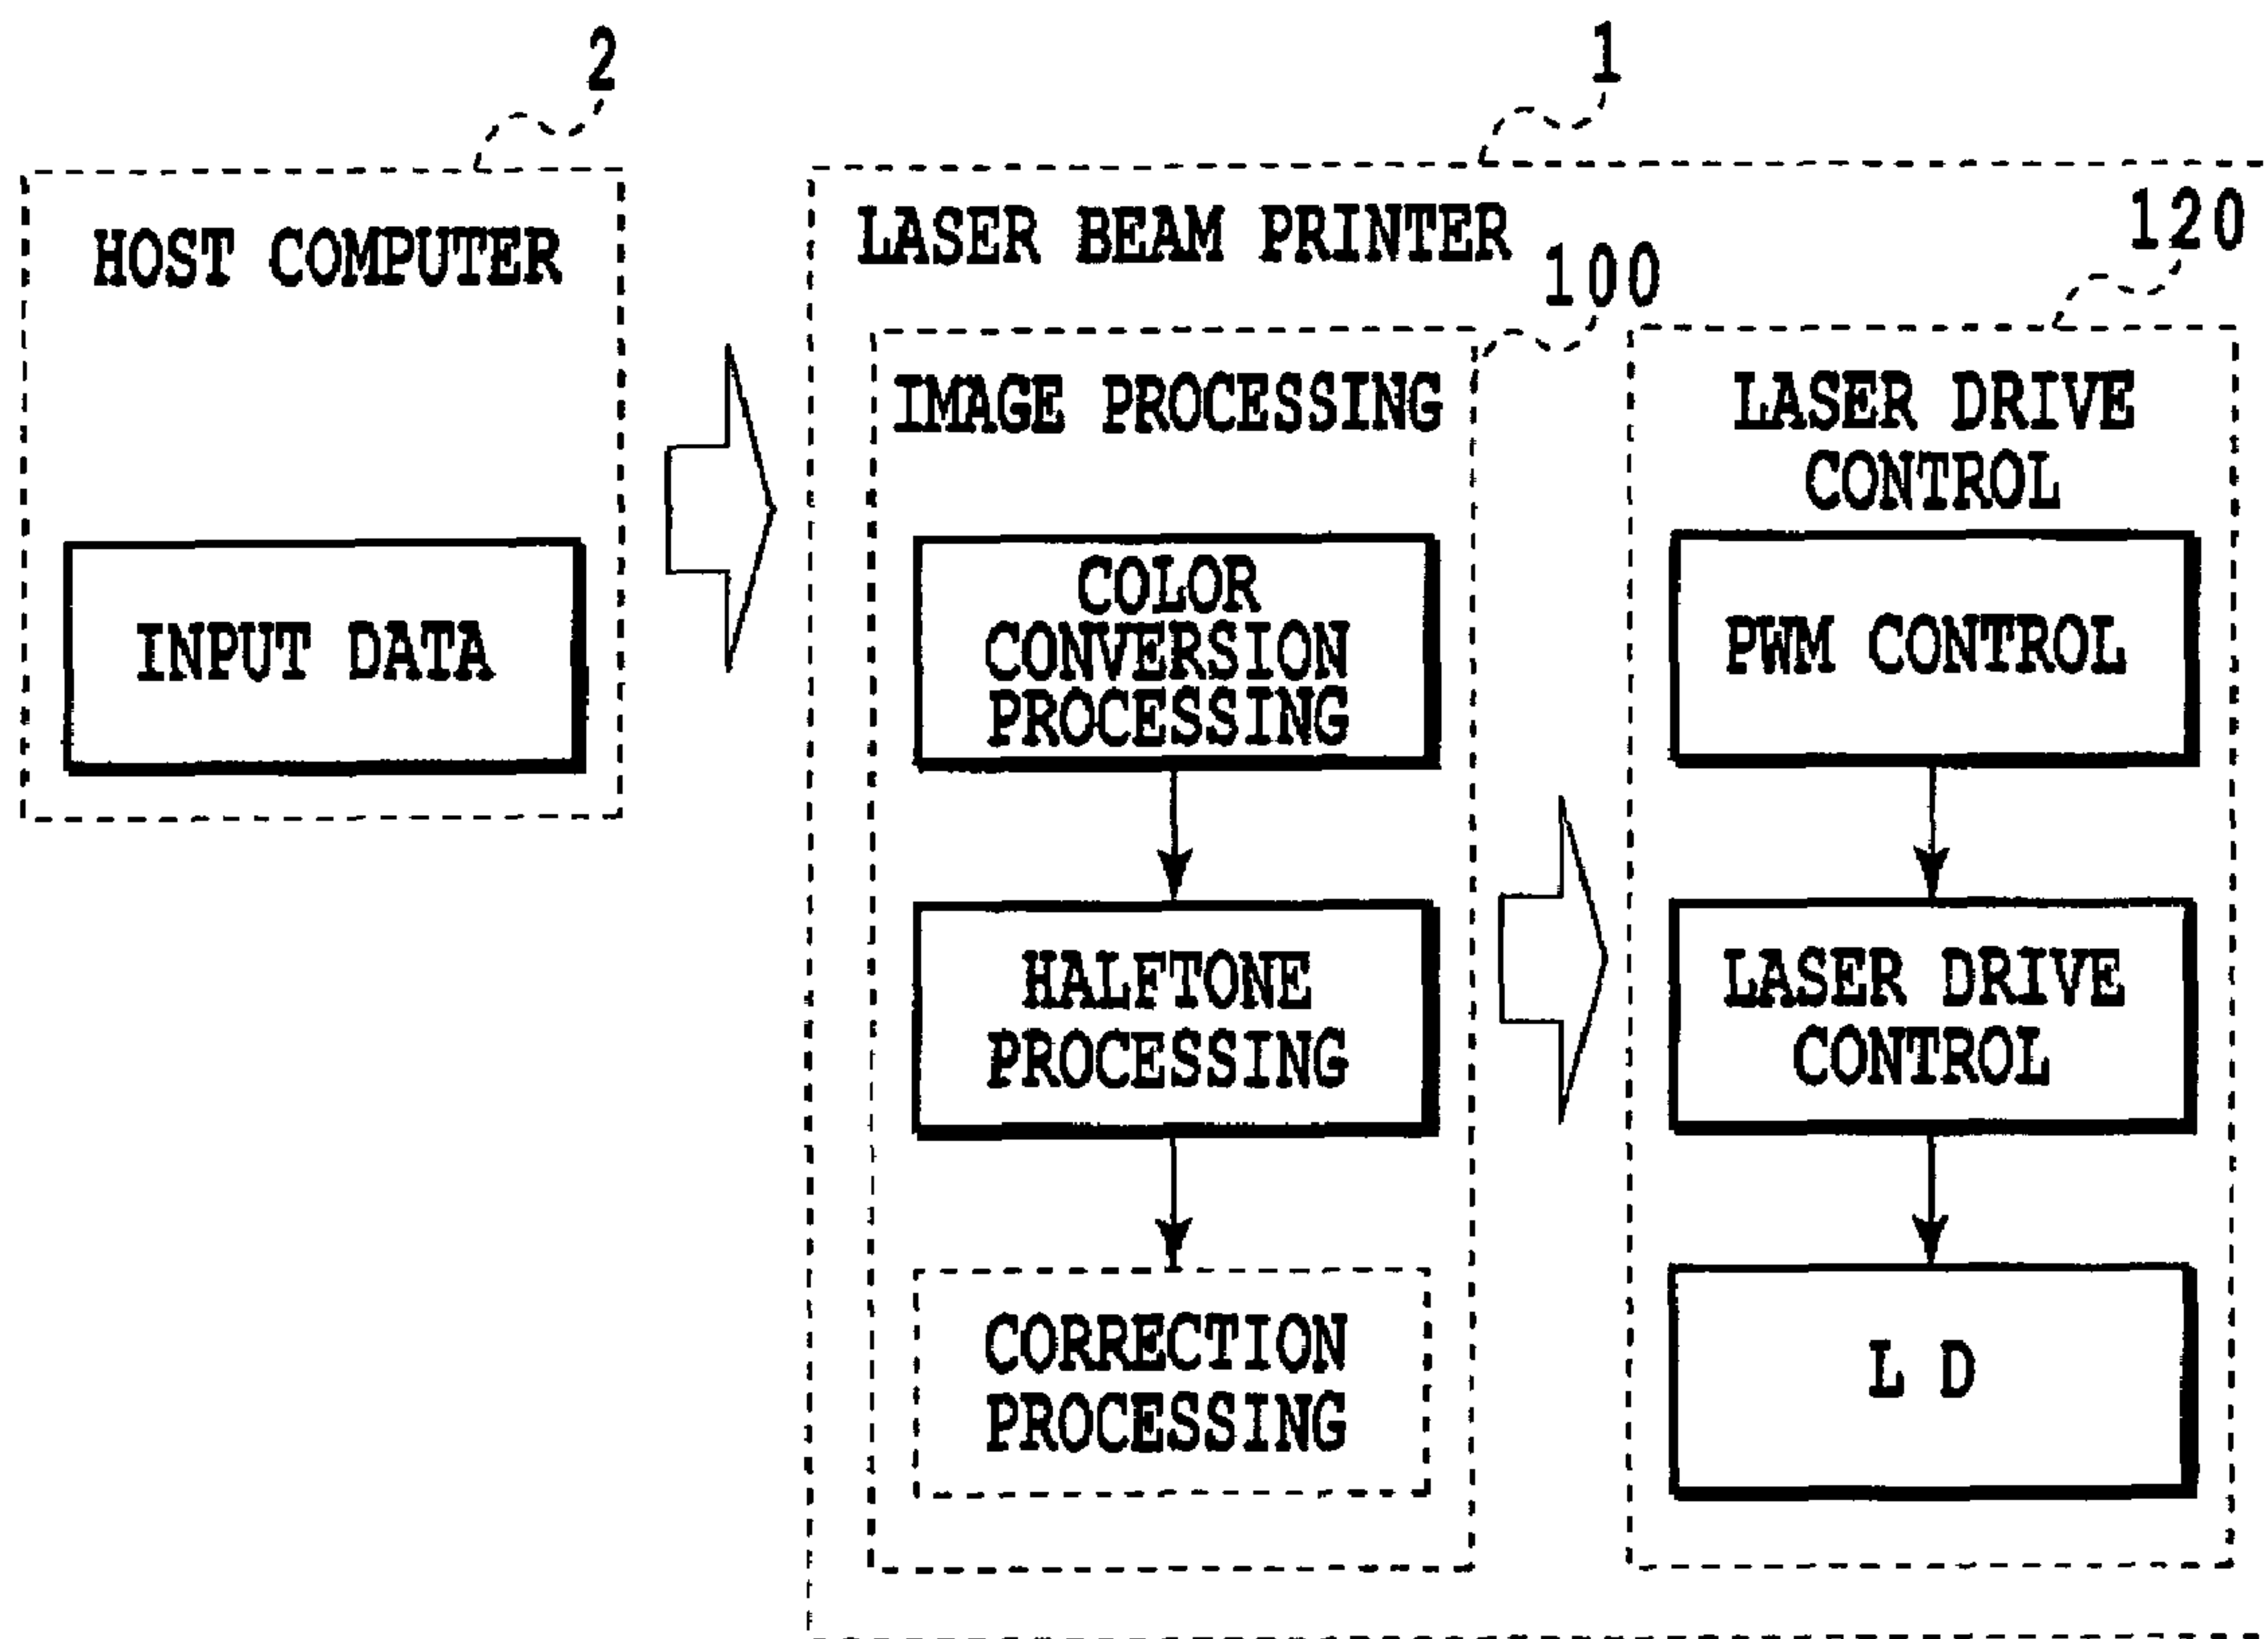 2
HOST COMPUTER
INPUT DATA
1
LASER BEAM PRINTER
100
IMAGE PROCESSING
COLOR
CONVERSION
PROCESSING
HALFTONE
PROCESSING
CORRECTION
PROCESSING
120
LASER DRIVE
CONTROL
PWM CONTROL
LASER DRIVE
CONTROL
L D